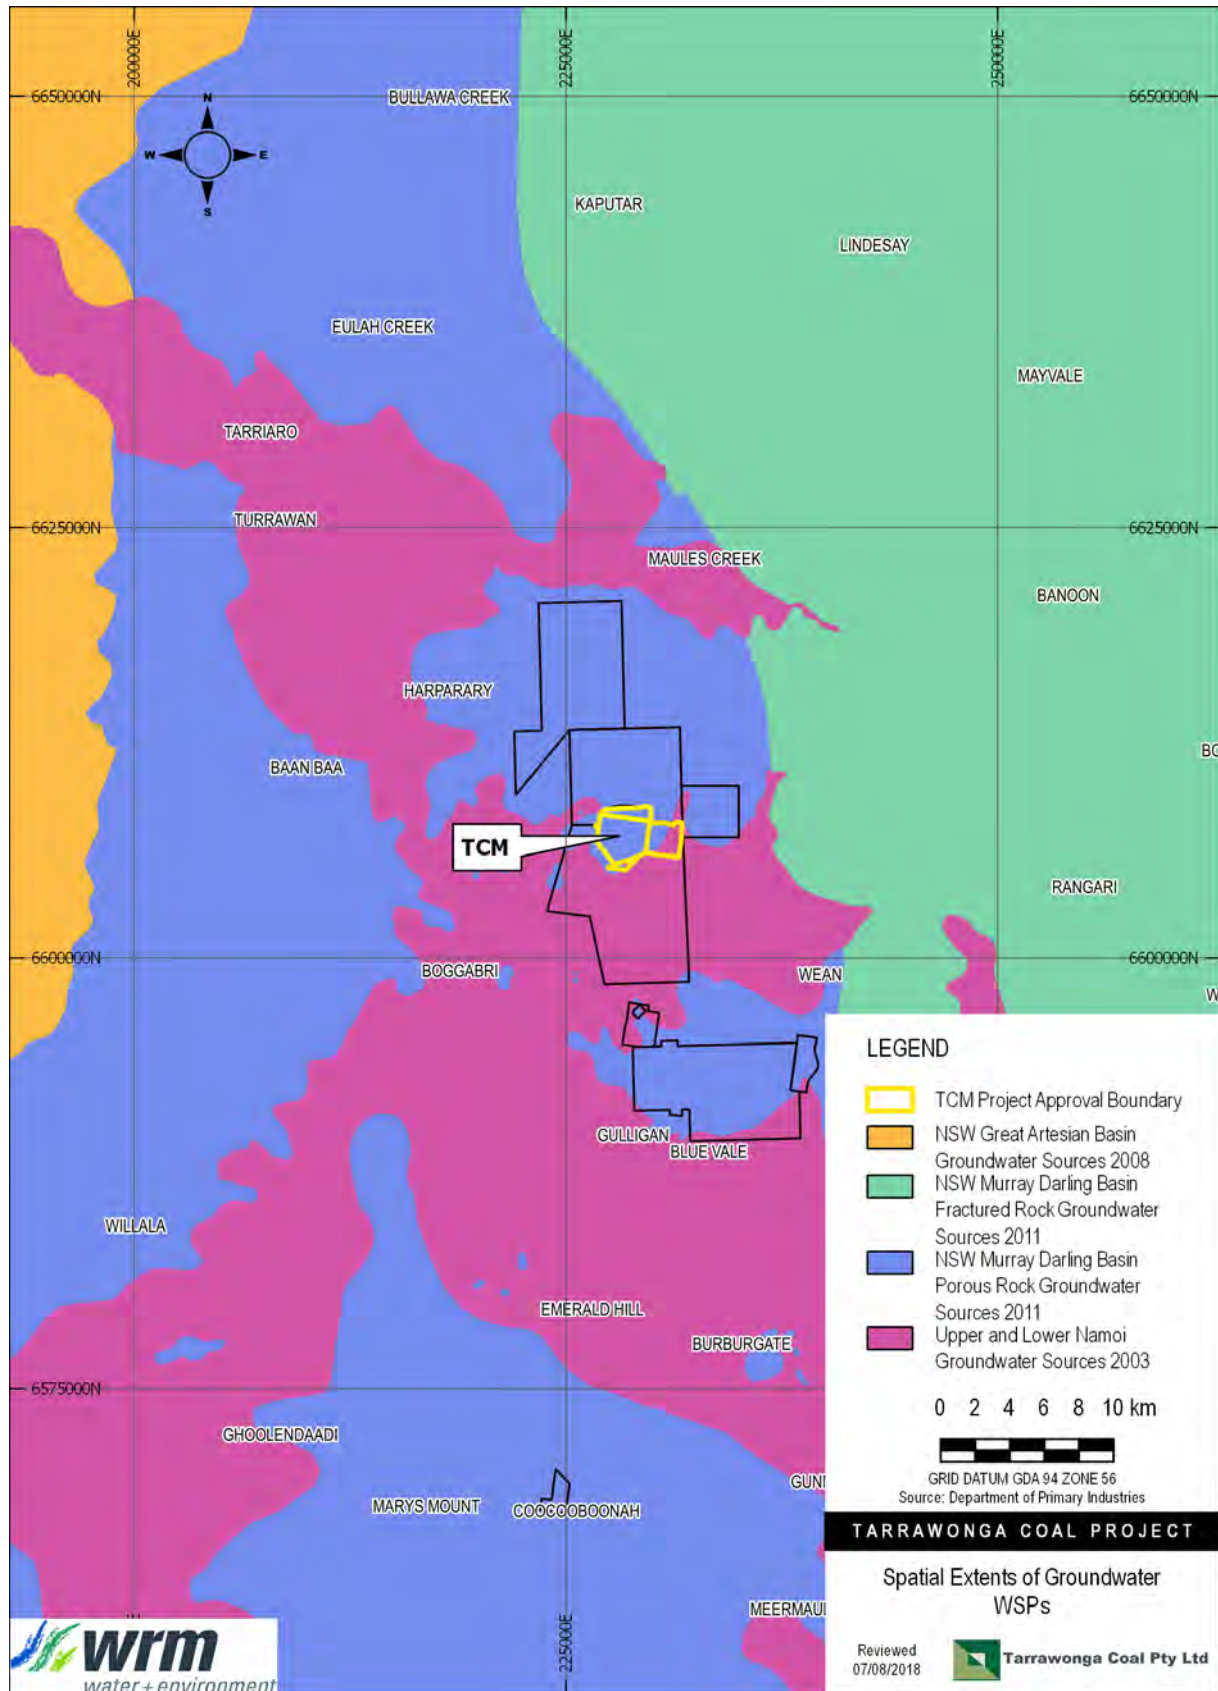 200000E
225000E
250000E
6650000N
6650000N
BULLAWA CREEK
N
W
E
S
KAPUTAR
LINDESAY
EULAH CREEK
MAYVALE
TARRIARO
TURRAWAN
6625000N
6625000N
MAULES CREEK
BANOON
HARPARARY
BAAN BAA
TCM
RANGARI
BOGGABRI
6600000N
6600000N
WEAN
GULLIGAN
BLUE VALE
WILLALA
EMERALD HILL
BURBURGATE
6575000N
GHOOLENDAADI
MARYS MOUNT
COOCOOBOONAH
GUNI
MEERMAUI
225000E
LEGEND
TCM Project Approval Boundary
NSW Great Artesian Basin
Groundwater Sources 2008
NSW Murray Darling Basin
Fractured Rock Groundwater
Sources 2011
NSW Murray Darling Basin
Porous Rock Groundwater
Sources 2011
Upper and Lower Namoi
Groundwater Sources 2003
0 2 4 6 8 10 km
GRID DATUM GDA 94 ZONE 56
Source: Department of Primary Industries
TARRAWONGA COAL PROJECT
Spatial Extents of Groundwater
WSPs
Reviewed
07/08/2018
Tarrawonga Coal Pty Ltd
wrm
water + environment